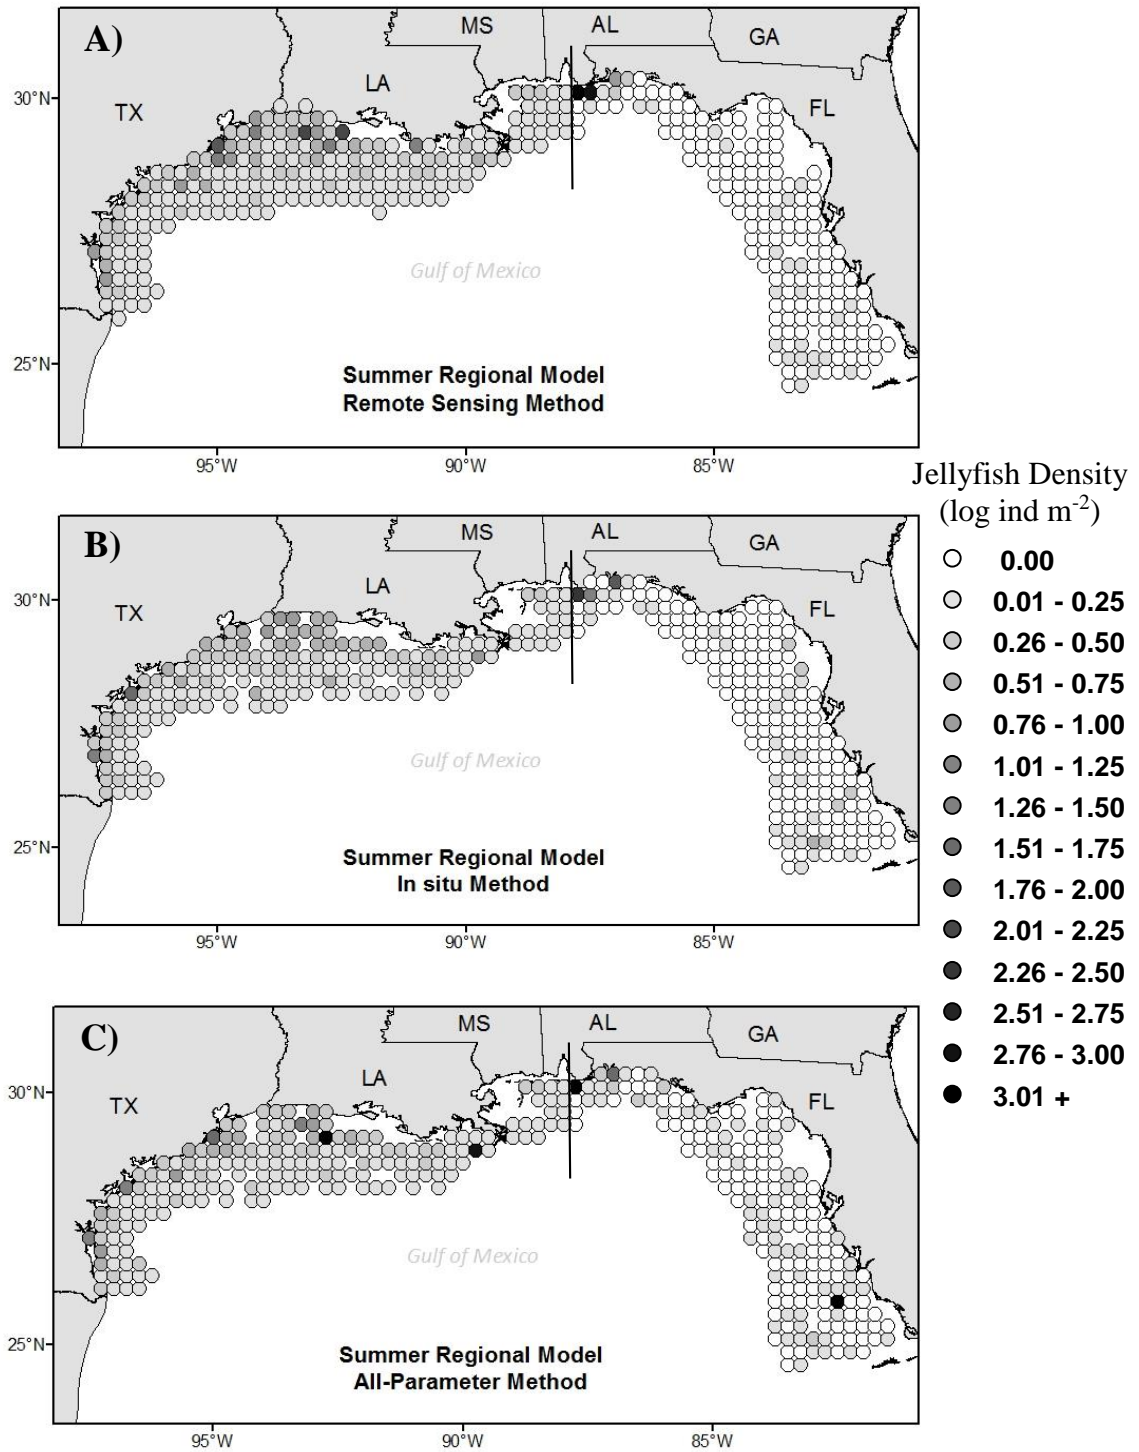 A)
MS
AL
GA
LA
TX
FL
30°N
25°N
Gulf of Mexico
Summer Regional Model
Remote Sensing Method
95°W
90°W
85°W
B)
MS
AL
GA
LA
TX
FL
30°N
25°N
Gulf of Mexico
Summer Regional Model
In situ Method
95°W
90°W
85°W
C)
MS
AL
GA
LA
TX
FL
30°N
25°N
Gulf of Mexico
Summer Regional Model
All-Parameter Method
95°W
90°W
85°W
Jellyfish Density
(log ind m⁻²)
0.00
0.01 - 0.25
0.26 - 0.50
0.51 - 0.75
0.76 - 1.00
1.01 - 1.25
1.26 - 1.50
1.51 - 1.75
1.76 - 2.00
2.01 - 2.25
2.26 - 2.50
2.51 - 2.75
2.76 - 3.00
3.01 +